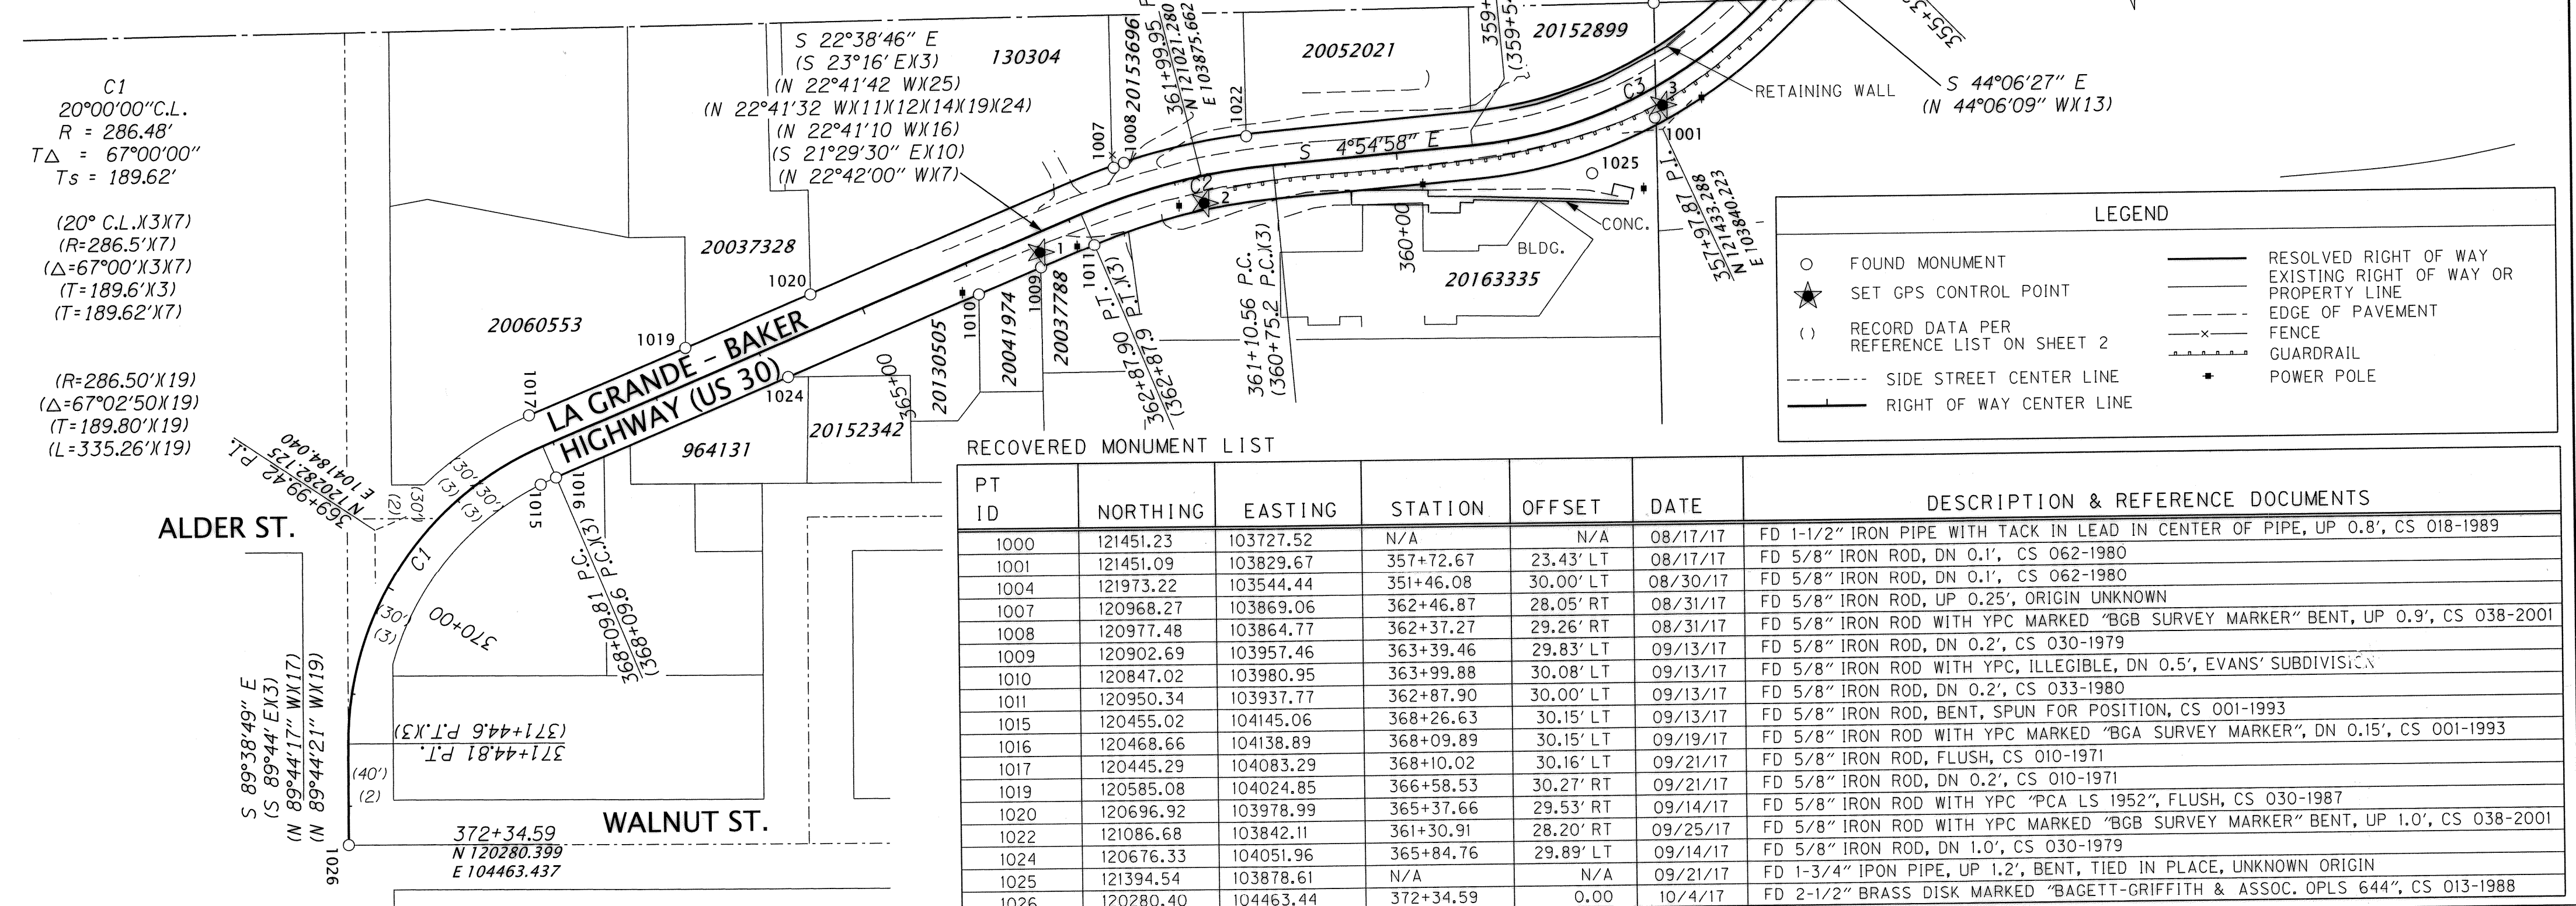 C1
20°00'00"C.L.
R = 286.48'
T△ = 67°00'00"
Ts = 189.62'
(20° C.L.)(3)(7)
(R=286.5')(7)
(△=67°00')(3)(7)
(T=189.6')(3)
(T=189.62')(7)
(R=286.50')(19)
(△=67°02'50)(19)
(T=189.80')(19)
(L=335.26')(19)
S 22°38'46" E
(S 23°16' E)(3)
(N 22°41'42 W)(25)
(N 22°41'32 W)(11)(12)(14)(19)(24)
(N 22°41'10 W)(16)
(S 21°29'30" E)(10)
(N 22°42'00" W)(7)
130304
20153696
361+99.95
N 121021.280
E 103875.662
1007
1008
1022
20052021
359+
(359+5
20152899
355+3
RETAINING WALL
S 44°06'27" E
(N 44°06'09" W)(13)
C3
3
1001
1025
S 4°54'58" E
C2
2
1
CONC.
BLDG.
357+97.87 P.I.
N 121433.288
E 103840.223
360+00
20163335
361+10.56 P.C.
(360+75.2 P.C.)(3)
362+87.90 P.T.
(362+87.9 P.T.)(3)
1011
1009
1010
20037788
20041974
20130505
365+00
20152342
964131
1024
20037328
1020
20060553
1019
1017
LA GRANDE - BAKER
HIGHWAY (US 30)
1016
1015
368+09.81 P.C.
(368+09.6 P.C.)(3)
369+99.42 P.I.
N 120282.125
E 104184.040
(30')
(2)
(30')
(3)
(30')
(3)
ALDER ST.
C1
(30')
(3)
370+00
S 89°38'49" E
(S 89°44' E)(3)
(N 89°44'17" W)(17)
(N 89°44'21" W)(19)
371+44.81 P.T.
(371+44.6 P.T.)(3)
(40')
(2)
WALNUT ST.
372+34.59
N 120280.399
E 104463.437
1026
LEGEND
FOUND MONUMENT
SET GPS CONTROL POINT
( ) RECORD DATA PER
REFERENCE LIST ON SHEET 2
SIDE STREET CENTER LINE
RIGHT OF WAY CENTER LINE
RESOLVED RIGHT OF WAY
EXISTING RIGHT OF WAY OR
PROPERTY LINE
EDGE OF PAVEMENT
FENCE
GUARDRAIL
POWER POLE
RECOVERED MONUMENT LIST
PT ID NORTHING EASTING STATION OFFSET DATE DESCRIPTION & REFERENCE DOCUMENTS
1000 121451.23 103727.52 N/A N/A 08/17/17 FD 1-1/2" IRON PIPE WITH TACK IN LEAD IN CENTER OF PIPE, UP 0.8', CS 018-1989
1001 121451.09 103829.67 357+72.67 23.43' LT 08/17/17 FD 5/8" IRON ROD, DN 0.1', CS 062-1980
1004 121973.22 103544.44 351+46.08 30.00' LT 08/30/17 FD 5/8" IRON ROD, DN 0.1', CS 062-1980
1007 120968.27 103869.06 362+46.87 28.05' RT 08/31/17 FD 5/8" IRON ROD, UP 0.25', ORIGIN UNKNOWN
1008 120977.48 103864.77 362+37.27 29.26' RT 08/31/17 FD 5/8" IRON ROD WITH YPC MARKED "BGB SURVEY MARKER" BENT, UP 0.9', CS 038-2001
1009 120902.69 103957.46 363+39.46 29.83' LT 09/13/17 FD 5/8" IRON ROD, DN 0.2', CS 030-1979
1010 120847.02 103980.95 363+99.88 30.08' LT 09/13/17 FD 5/8" IRON ROD WITH YPC, ILLEGIBLE, DN 0.5', EVANS' SUBDIVISION
1011 120950.34 103937.77 362+87.90 30.00' LT 09/13/17 FD 5/8" IRON ROD, DN 0.2', CS 033-1980
1015 120455.02 104145.06 368+26.63 30.15' LT 09/13/17 FD 5/8" IRON ROD, BENT, SPUN FOR POSITION, CS 001-1993
1016 120468.66 104138.89 368+09.89 30.15' LT 09/19/17 FD 5/8" IRON ROD WITH YPC MARKED "BGA SURVEY MARKER", DN 0.15', CS 001-1993
1017 120445.29 104083.29 368+10.02 30.16' LT 09/21/17 FD 5/8" IRON ROD, FLUSH, CS 010-1971
1019 120585.08 104024.85 366+58.53 30.27' RT 09/21/17 FD 5/8" IRON ROD, DN 0.2', CS 010-1971
1020 120696.92 103978.99 365+37.66 29.53' RT 09/14/17 FD 5/8" IRON ROD WITH YPC "PCA LS 1952", FLUSH, CS 030-1987
1022 121086.68 103842.11 361+30.91 28.20' RT 09/25/17 FD 5/8" IRON ROD WITH YPC MARKED "BGB SURVEY MARKER" BENT, UP 1.0', CS 038-2001
1024 120676.33 104051.96 365+84.76 29.89' LT 09/14/17 FD 5/8" IRON ROD, DN 1.0', CS 030-1979
1025 121394.54 103878.61 N/A N/A 09/21/17 FD 1-3/4" IPON PIPE, UP 1.2', BENT, TIED IN PLACE, UNKNOWN ORIGIN
1026 120280.40 104463.44 372+34.59 0.00 10/4/17 FD 2-1/2" BRASS DISK MARKED "BAGETT-GRIFFITH & ASSOC. OPLS 644", CS 013-1988